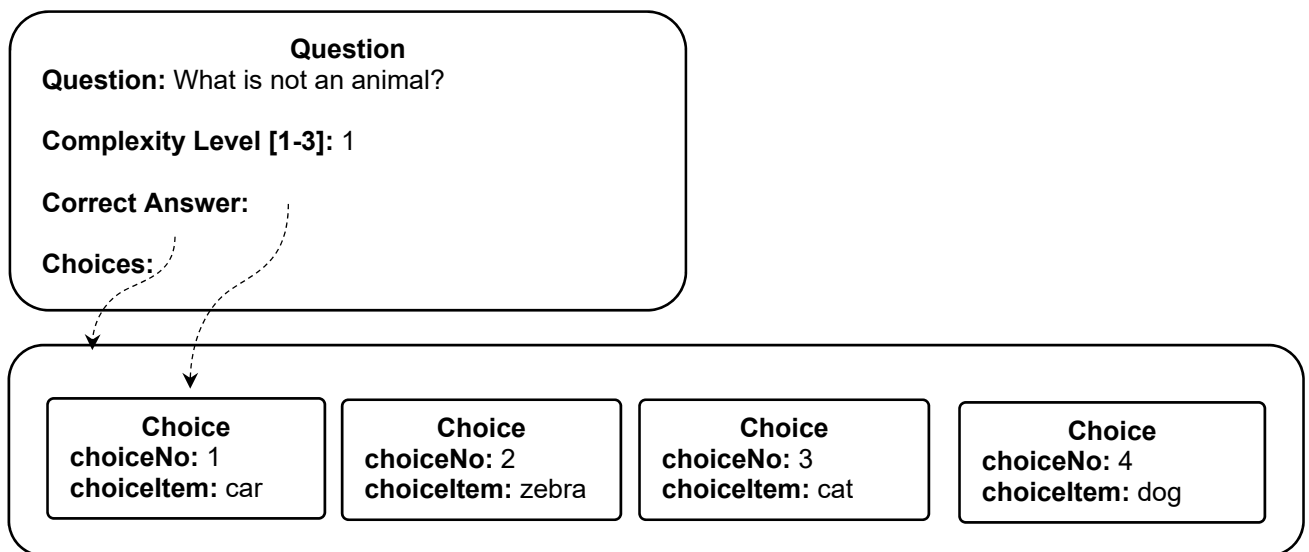 Question
Question: What is not an animal?
Complexity Level [1-3]: 1
Correct Answer:
Choices:
Choice
choiceNo: 1
choiceItem: car
Choice
choiceNo: 2
choiceItem: zebra
Choice
choiceNo: 3
choiceItem: cat
Choice
choiceNo: 4
choiceItem: dog